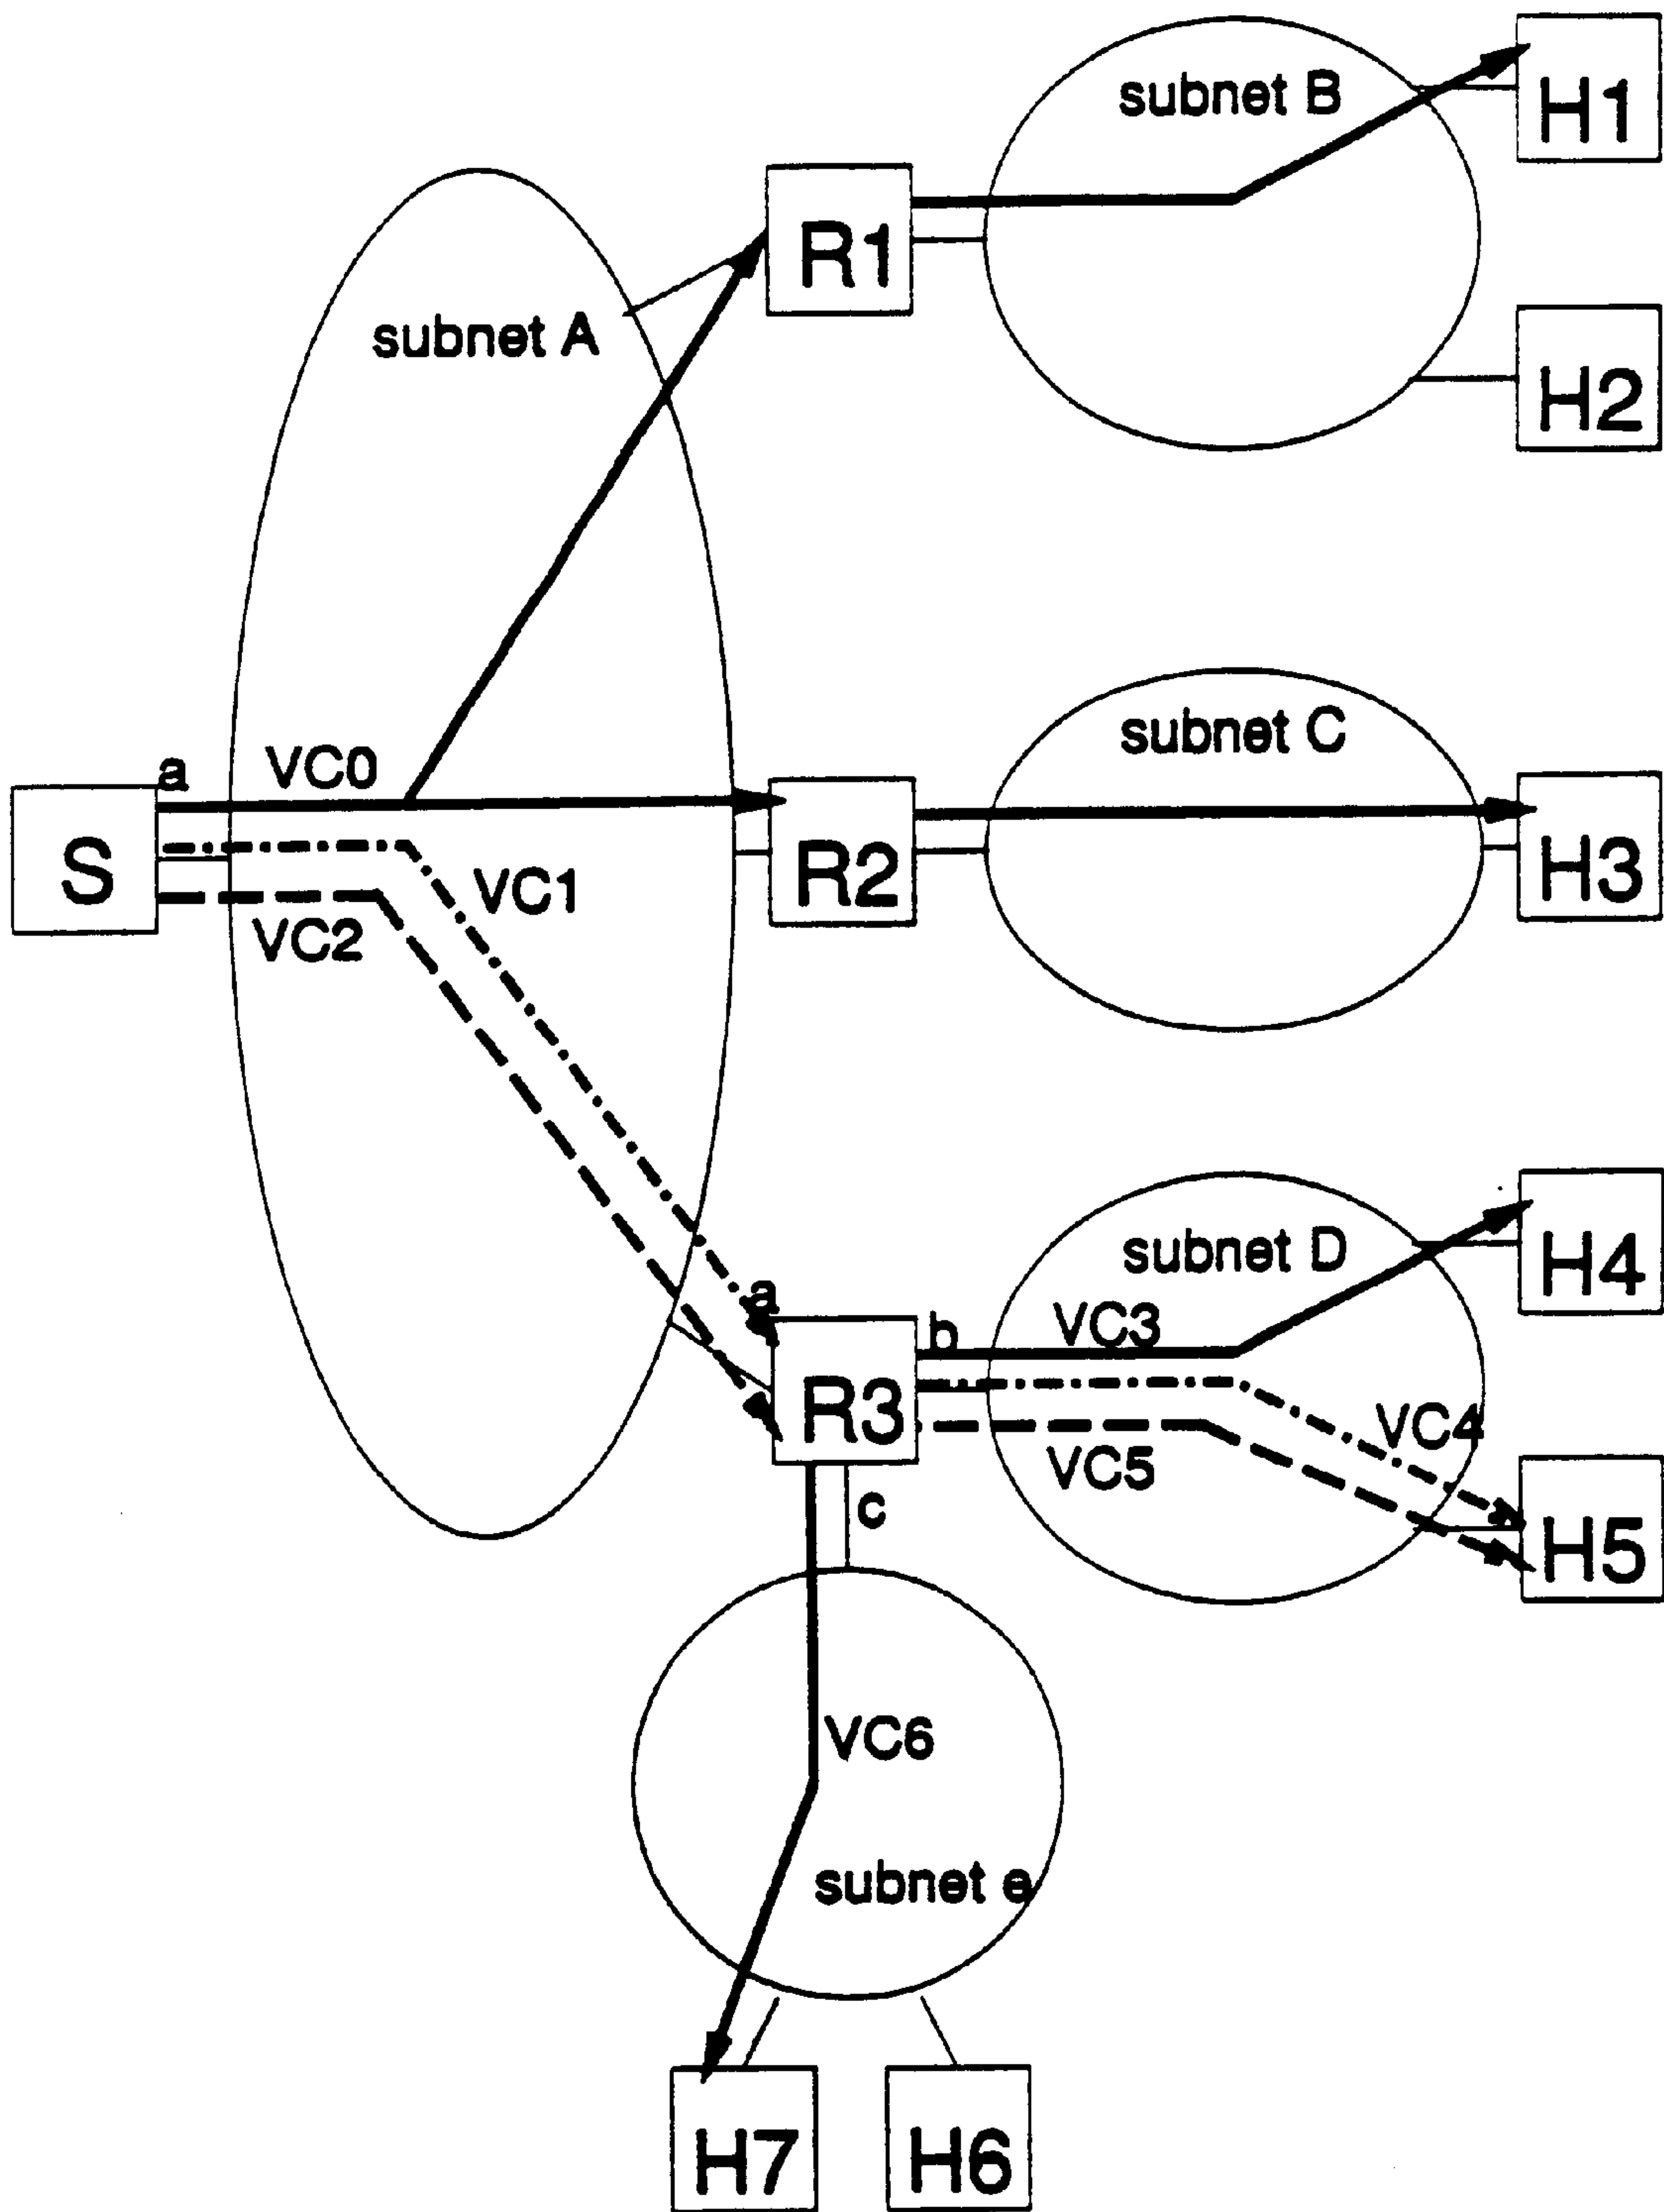 H1
subnet B
R1
subnet A
H2
subnet C
a
VC0
S
VC1
R2
H3
VC2
subnet D
H4
a
b
VC3
R3
VC4
VC5
c
H5
VC6
subnet e
H7
H6